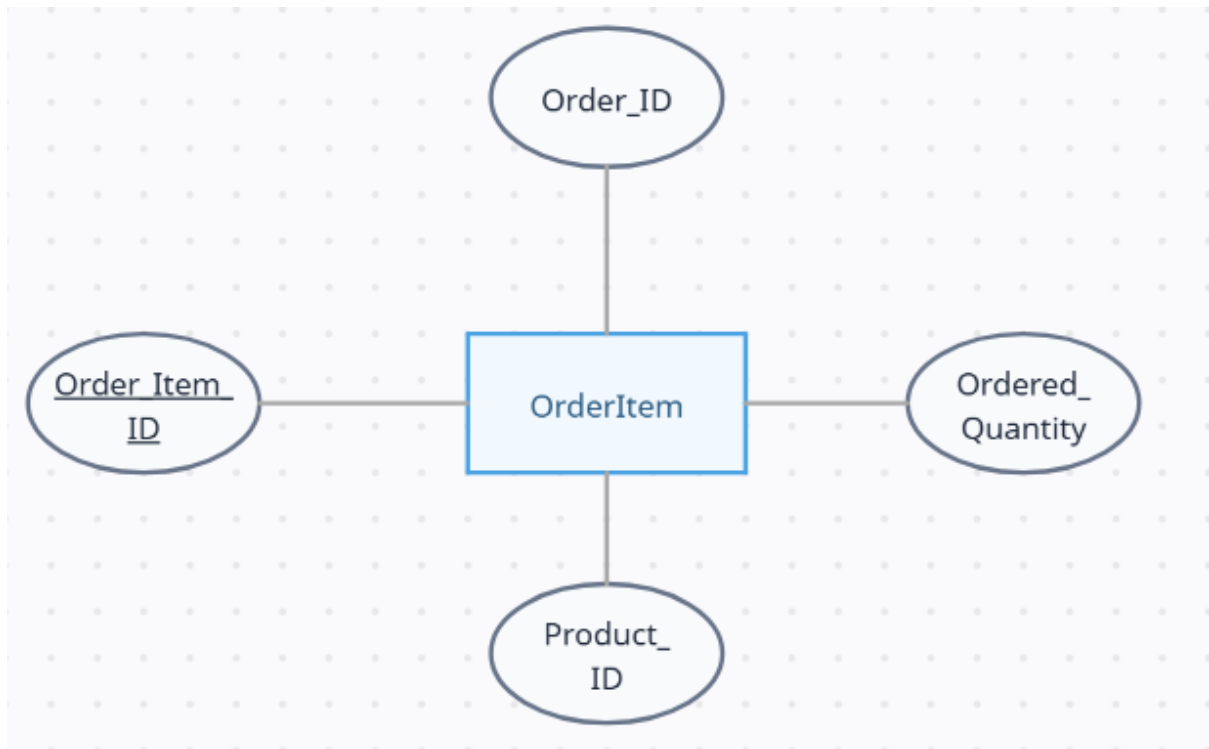 Order_ID
Order_Item_
ID
OrderItem
Ordered_
Quantity
Product_
ID